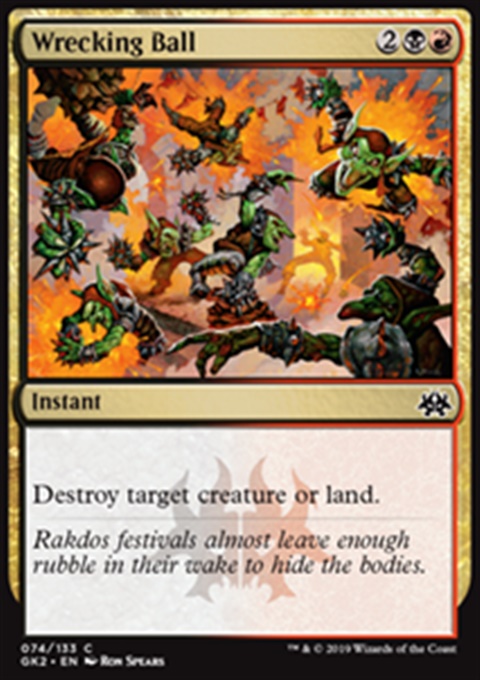 Wrecking Ball 2
Instant
Destroy target creature or land.
Rakdos festivals almost leave enough
rubble in their wake to hide the bodies.
074/133 C
GK2 • EN Ron Spears
™ & © 2019 Wizards of the Coast